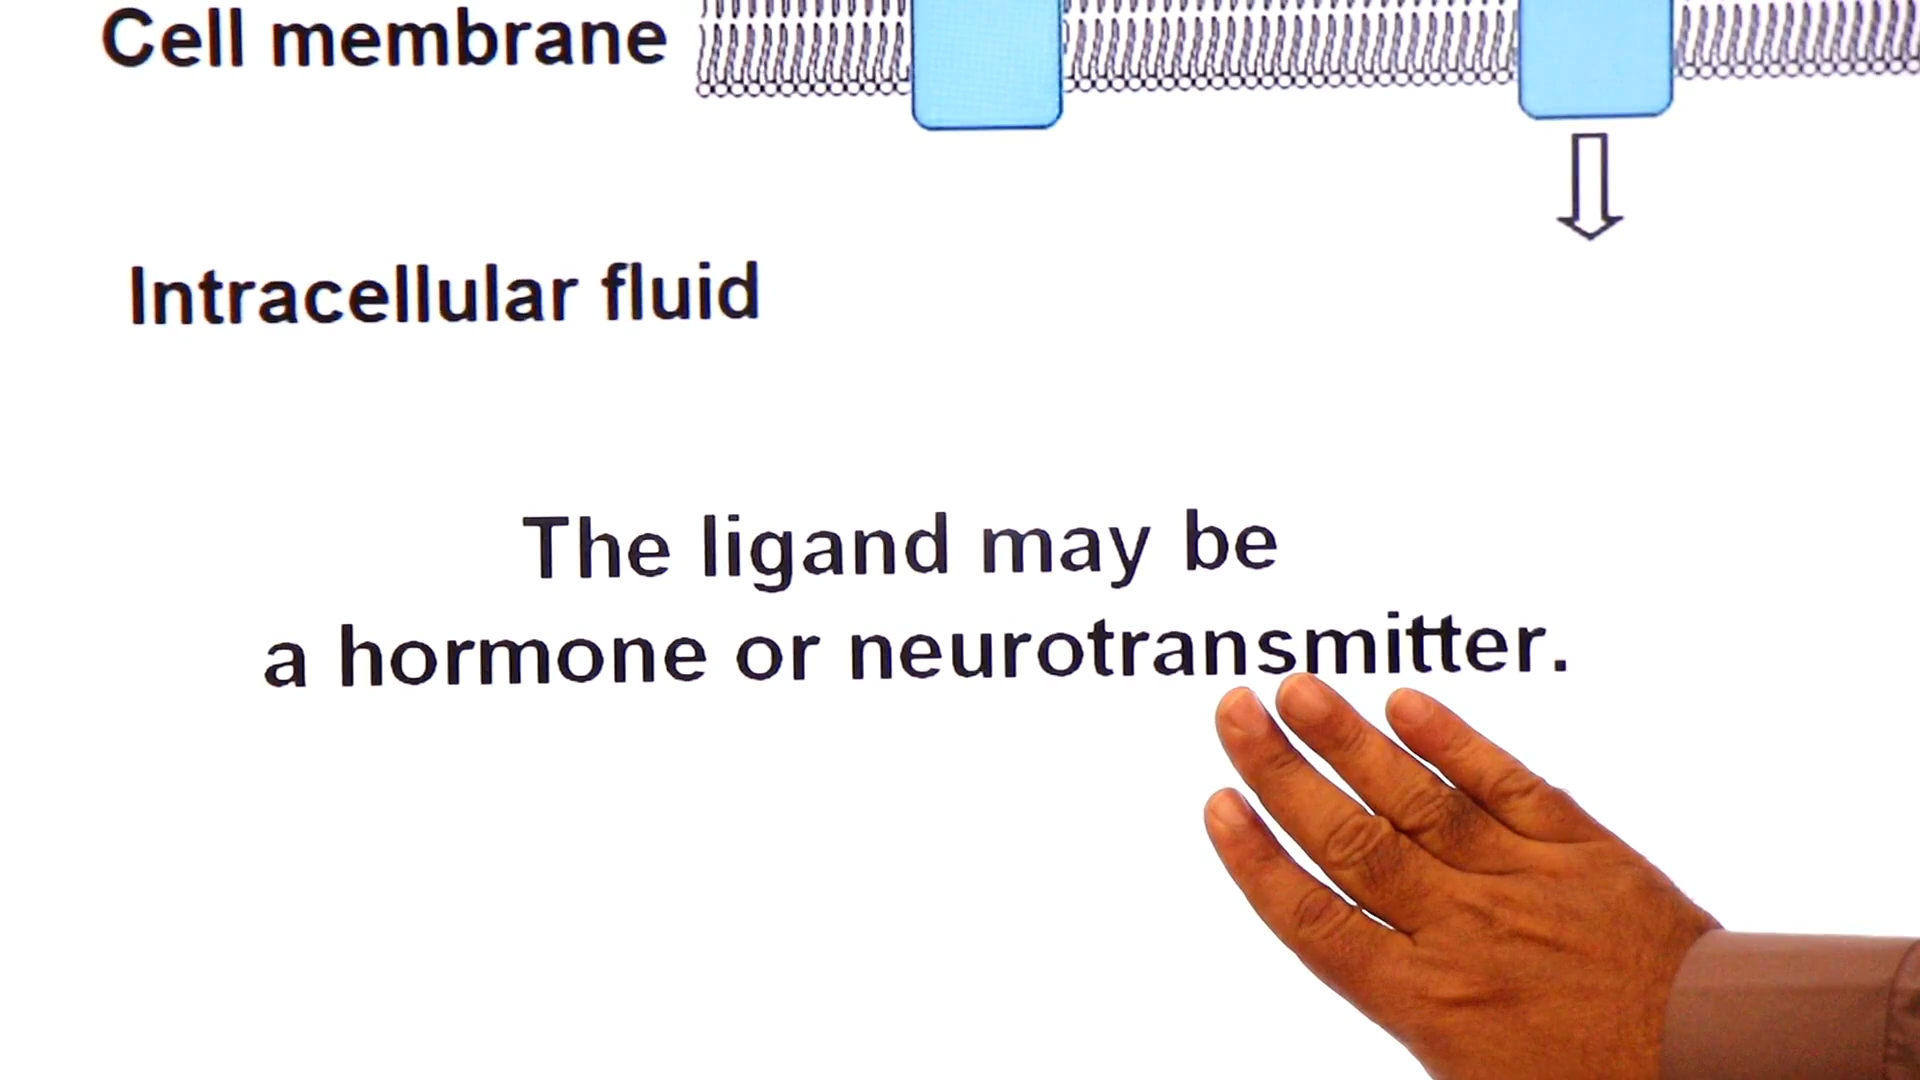 Cell membrane
Intracellular fluid
The ligand may be
a hormone or neurotransmitter.